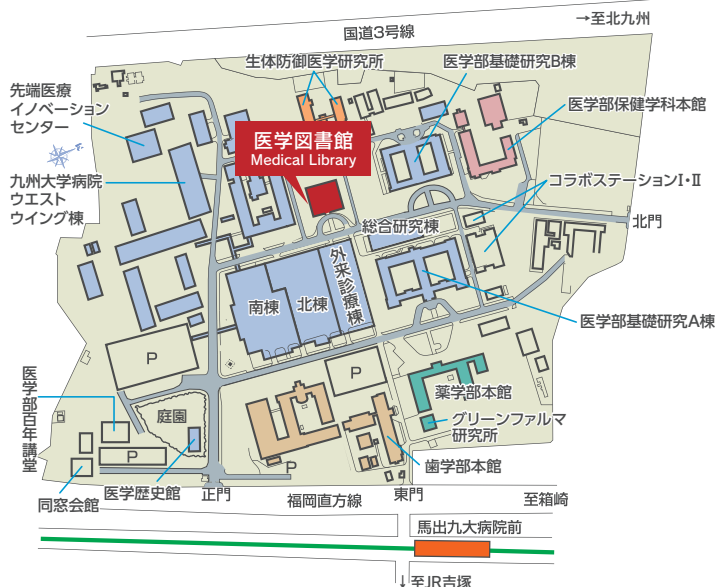 →至北九州
国道3号線
生体防御医学研究所
医学部基礎研究B棟
先端医療
イノベーション
センター
医学部保健学科本館
医学図書館
Medical Library
九州大学病院
ウエスト
ウイング棟
コラボステーションⅠ・Ⅱ
北門
総合研究棟
外来診療棟
南棟
北棟
医学部基礎研究A棟
P
P
医学部百年講堂
薬学部本館
庭園
グリーンファルマ
研究所
P
P
歯学部本館
医学歴史館
同窓会館
正門
福岡直方線
東門
至箱崎
馬出九大病院前
↓至JR吉塚